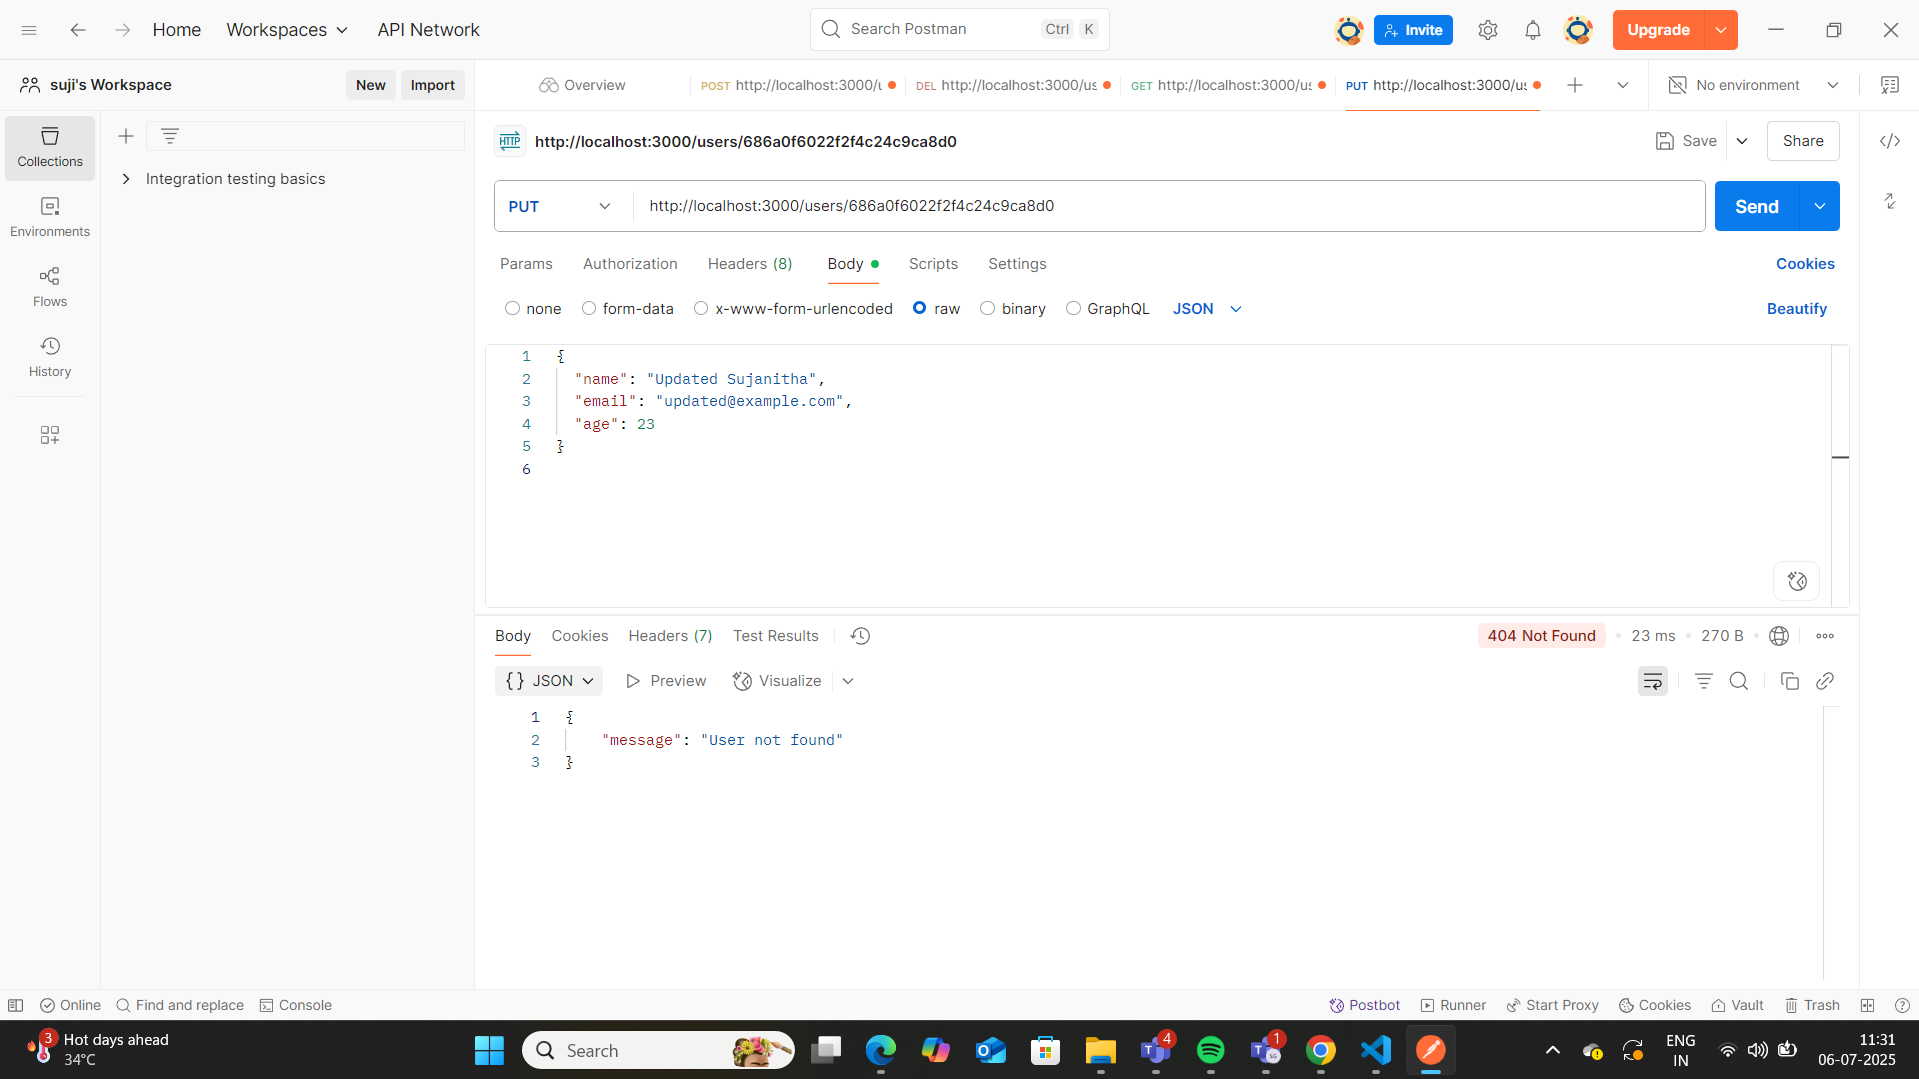 Home
Workspaces
API Network
Search Postman
Ctrl
K
Invite
Upgrade
suji's Workspace
New
Import
Overview
POST http://localhost:3000/u
DEL http://localhost:3000/us
GET http://localhost:3000/us
PUT http://localhost:3000/us
No environment
Collections
Environments
Flows
History
Integration testing basics
HTTP
http://localhost:3000/users/686a0f6022f2f4c24c9ca8d0
Save
Share
PUT
http://localhost:3000/users/686a0f6022f2f4c24c9ca8d0
Send
Params
Authorization
Headers (8)
Body
Scripts
Settings
Cookies
none
form-data
x-www-form-urlencoded
raw
binary
GraphQL
JSON
Beautify
1 {
2 "name": "Updated Sujanitha",
3 "email": "updated@example.com",
4 "age": 23
5 }
6
Body
Cookies
Headers (7)
Test Results
404 Not Found
23 ms
270 B
{} JSON
Preview
Visualize
1 {
2 "message": "User not found"
3 }
Online
Find and replace
Console
Postbot
Runner
Start Proxy
Cookies
Vault
Trash
3
Hot days ahead
34°C
Search
4
1
SG
ENG
IN
11:31
06-07-2025